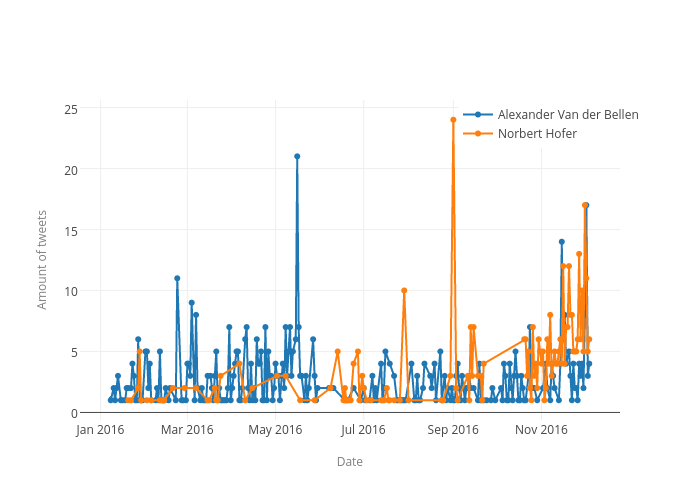 Alexander Van der Bellen
Norbert Hofer
25
20
15
10
5
0
Amount of tweets
Jan 2016
Mar 2016
May 2016
Jul 2016
Sep 2016
Nov 2016
Date